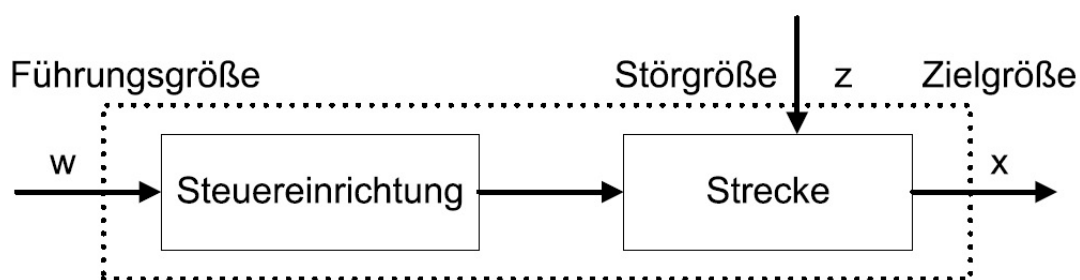 Führungsgröße
Störgröße
z
Zielgröße
w
Steuereinrichtung
Strecke
x